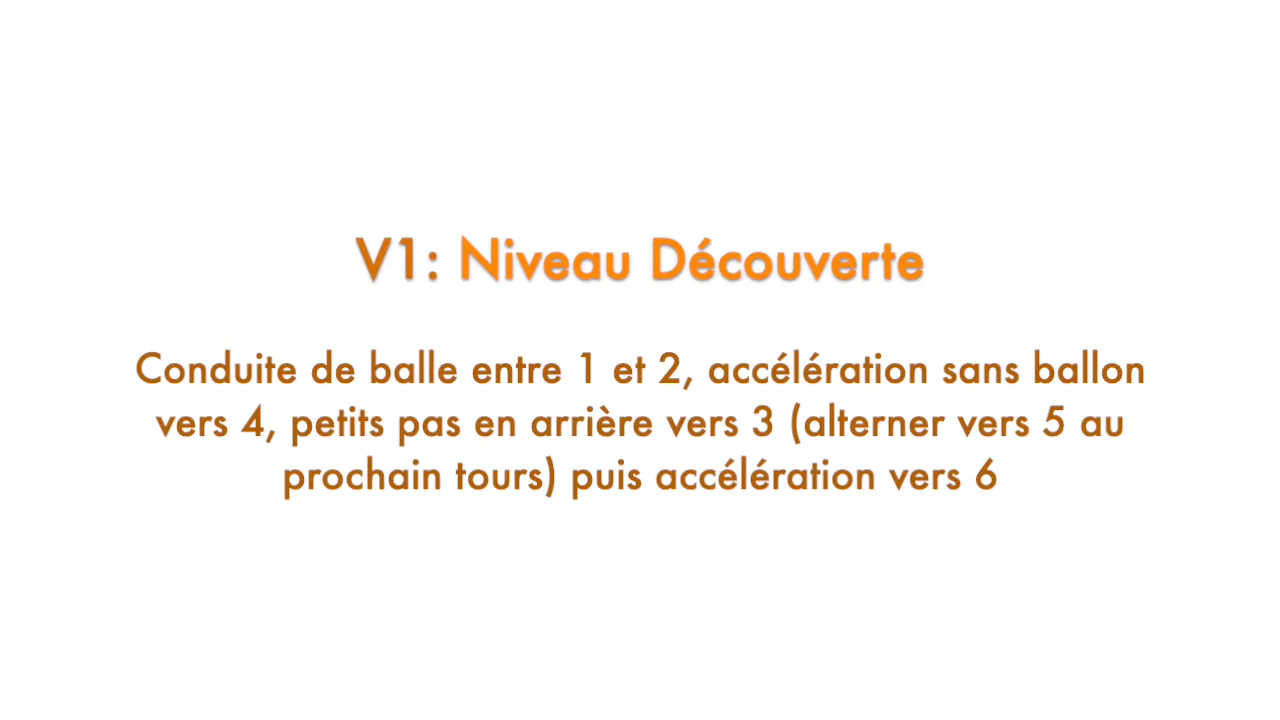 V1: Niveau Découverte
Conduite de balle entre 1 et 2, accélération sans ballon
vers 4, petits pas en arrière vers 3 (alterner vers 5 au
prochain tours) puis accélération vers 6